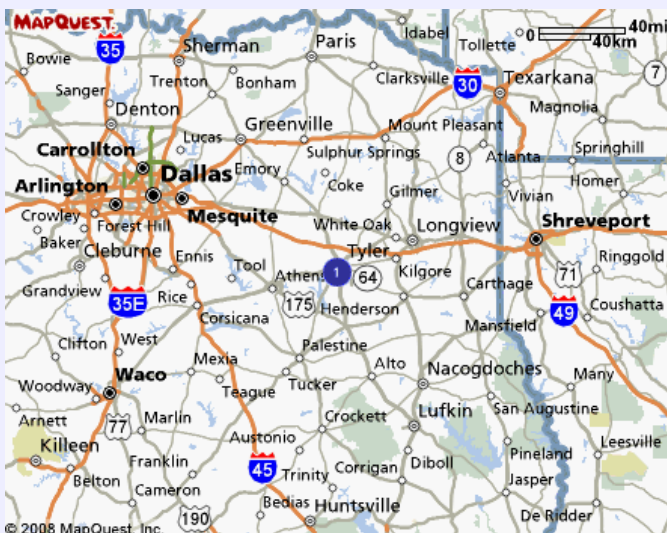 MAPQUEST
35
Sherman
Paris
Idabel
Tollette
0 40mi
40km
Bowie
Trenton
Bonham
Clarksville
30
Texarkana
7
Sanger
Denton
Magnolia
Lucas
Greenville
Mount Pleasant
Carrollton
Sulphur Springs
8
Atlanta
Springhill
Dallas
Emory
Coke
Gilmer
Vivian
Homer
Arlington
Mesquite
Crowley
Forest Hill
White Oak
Longview
Shreveport
Baker
Cleburne
Ennis
Tyler
Grandview
Tool
Athens
1
64
Kilgore
71
Ringgold
35E
Rice
175
Henderson
Carthage
49
Coushatta
Corsicana
Mansfield
Clifton
West
Mexia
Palestine
Alto
Nacogdoches
Many
Woodway
Waco
Teague
Tucker
San Augustine
Arnett
77
Marlin
Crockett
Lufkin
Killeen
Austonio
Pineland
Leesville
Belton
Franklin
45
Trinity
Corrigan
Diboll
Jasper
Cameron
190
Bedias
Huntsville
De Ridder
© 2008 MapQuest, Inc.